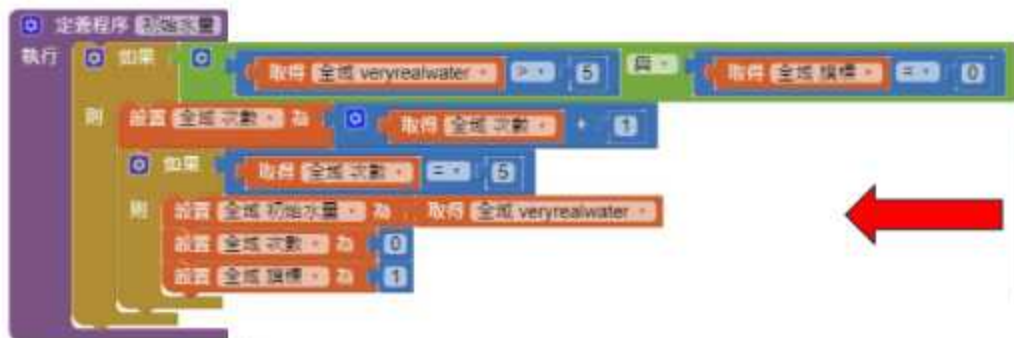 定義程序 初始水量
執行 如果 取得 全域 veryrealwater > 5 與 取得 全域 旗標 = 0
則 設置 全域 次數 為 取得 全域 次數 + 1
如果 取得 全域 次數 = 5
則 設置 全域 初始水量 為 取得 全域 veryrealwater
設置 全域 次數 為 0
設置 全域 旗標 為 1